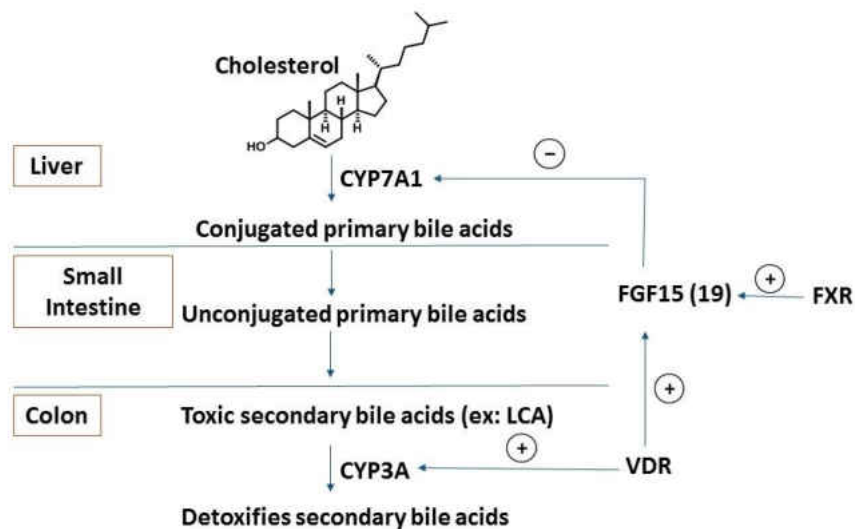 Cholesterol
H
H
H
HO
Liver
CYP7A1
−
Conjugated primary bile acids
Small
Intestine
Unconjugated primary bile acids
FGF15 (19)
+
FXR
+
Colon
Toxic secondary bile acids (ex: LCA)
CYP3A
+
VDR
Detoxifies secondary bile acids